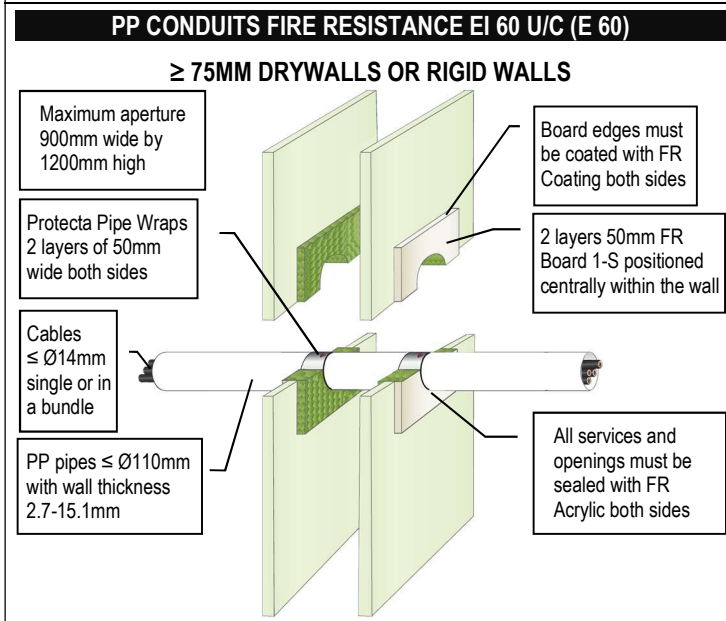 PP CONDUITS FIRE RESISTANCE EI 60 U/C (E 60)
≥ 75MM DRYWALLS OR RIGID WALLS
Maximum aperture
900mm wide by
1200mm high
Protecta Pipe Wraps
2 layers of 50mm
wide both sides
Cables
≤ Ø14mm
single or in
a bundle
PP pipes ≤ Ø110mm
with wall thickness
2.7-15.1mm
Board edges must
be coated with FR
Coating both sides
2 layers 50mm FR
Board 1-S positioned
centrally within the wall
All services and
openings must be
sealed with FR
Acrylic both sides